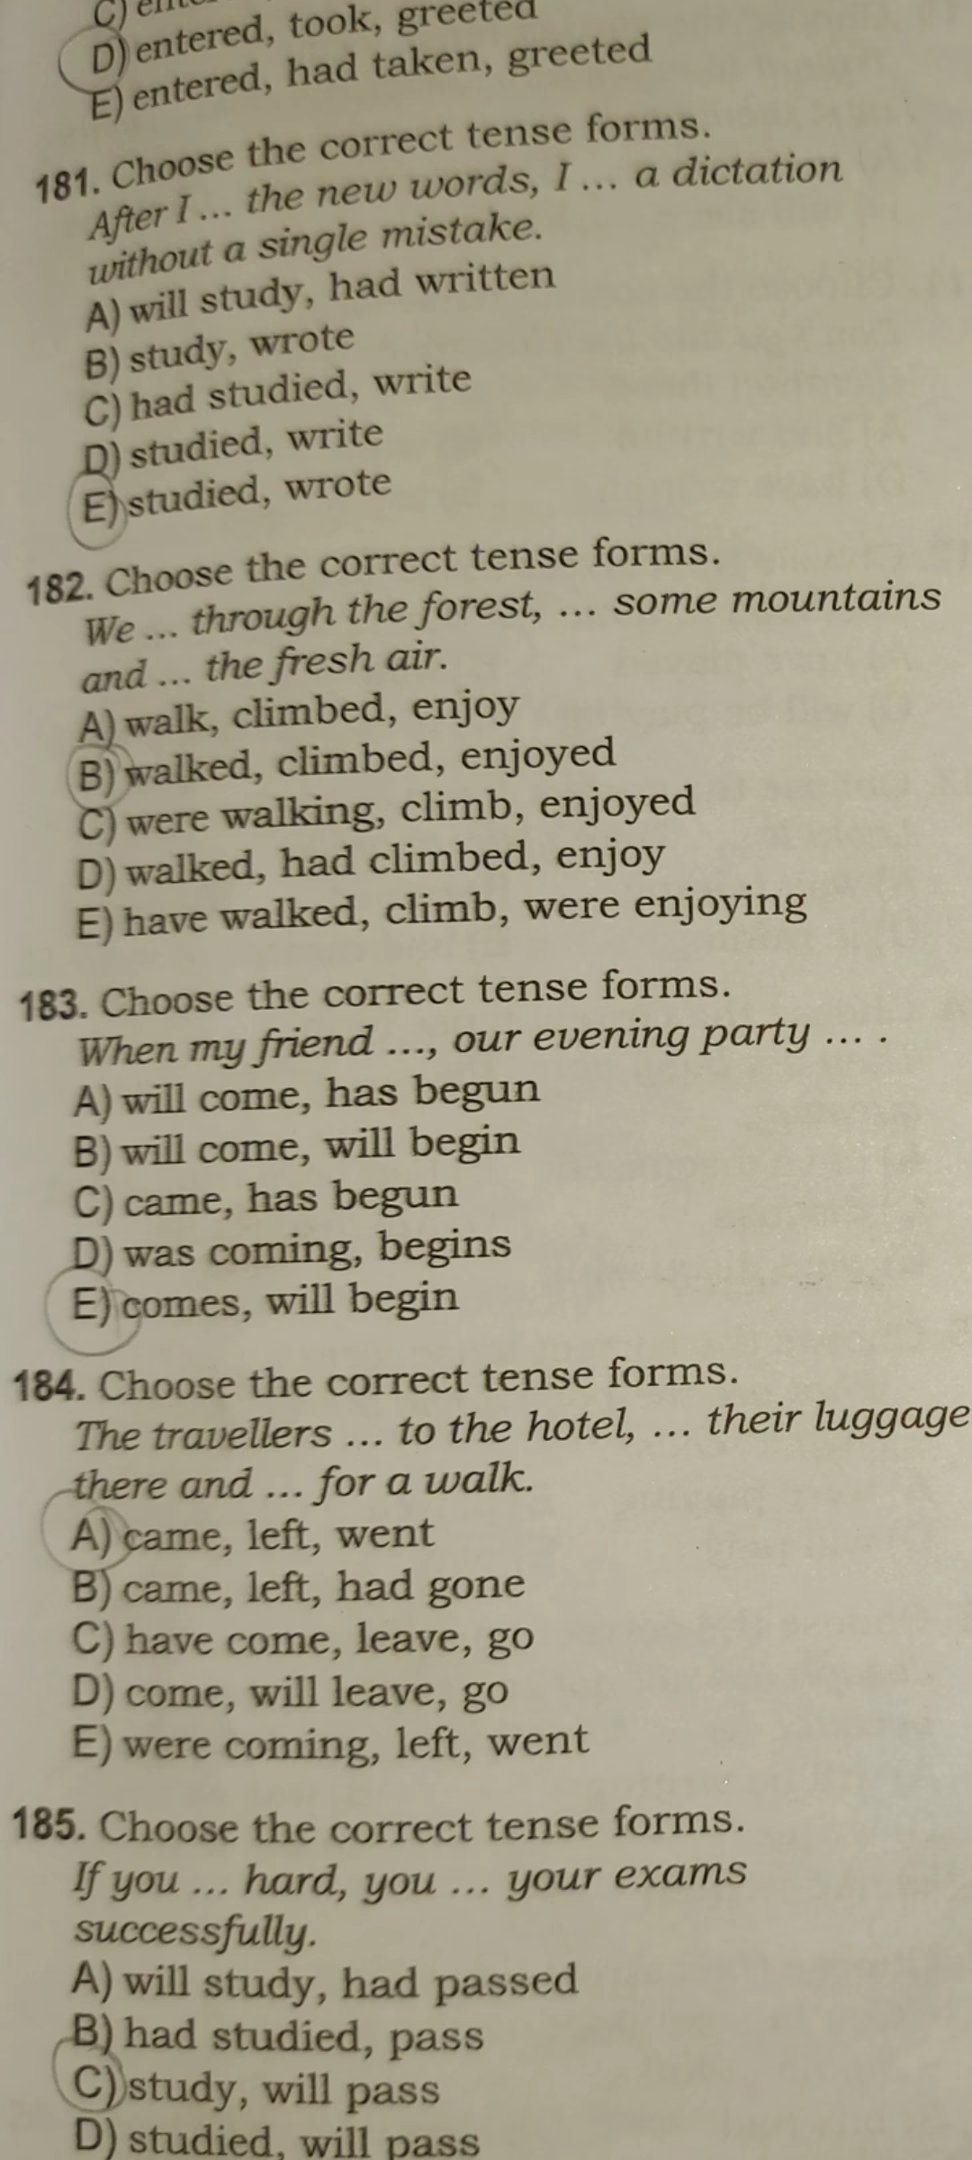 C)
D) entered, took, greeted
E) entered, had taken, greeted
181. Choose the correct tense forms.
After I ... the new words, I ... a dictation
without a single mistake.
A) will study, had written
B) study, wrote
C) had studied, write
D) studied, write
E) studied, wrote
182. Choose the correct tense forms.
We ... through the forest, ... some mountains
and ... the fresh air.
A) walk, climbed, enjoy
B) walked, climbed, enjoyed
C) were walking, climb, enjoyed
D) walked, had climbed, enjoy
E) have walked, climb, were enjoying
183. Choose the correct tense forms.
When my friend ..., our evening party ... .
A) will come, has begun
B) will come, will begin
C) came, has begun
D) was coming, begins
E) comes, will begin
184. Choose the correct tense forms.
The travellers ... to the hotel, ... their luggage
there and ... for a walk.
A) came, left, went
B) came, left, had gone
C) have come, leave, go
D) come, will leave, go
E) were coming, left, went
185. Choose the correct tense forms.
If you ... hard, you ... your exams
successfully.
A) will study, had passed
B) had studied, pass
C) study, will pass
D) studied, will pass